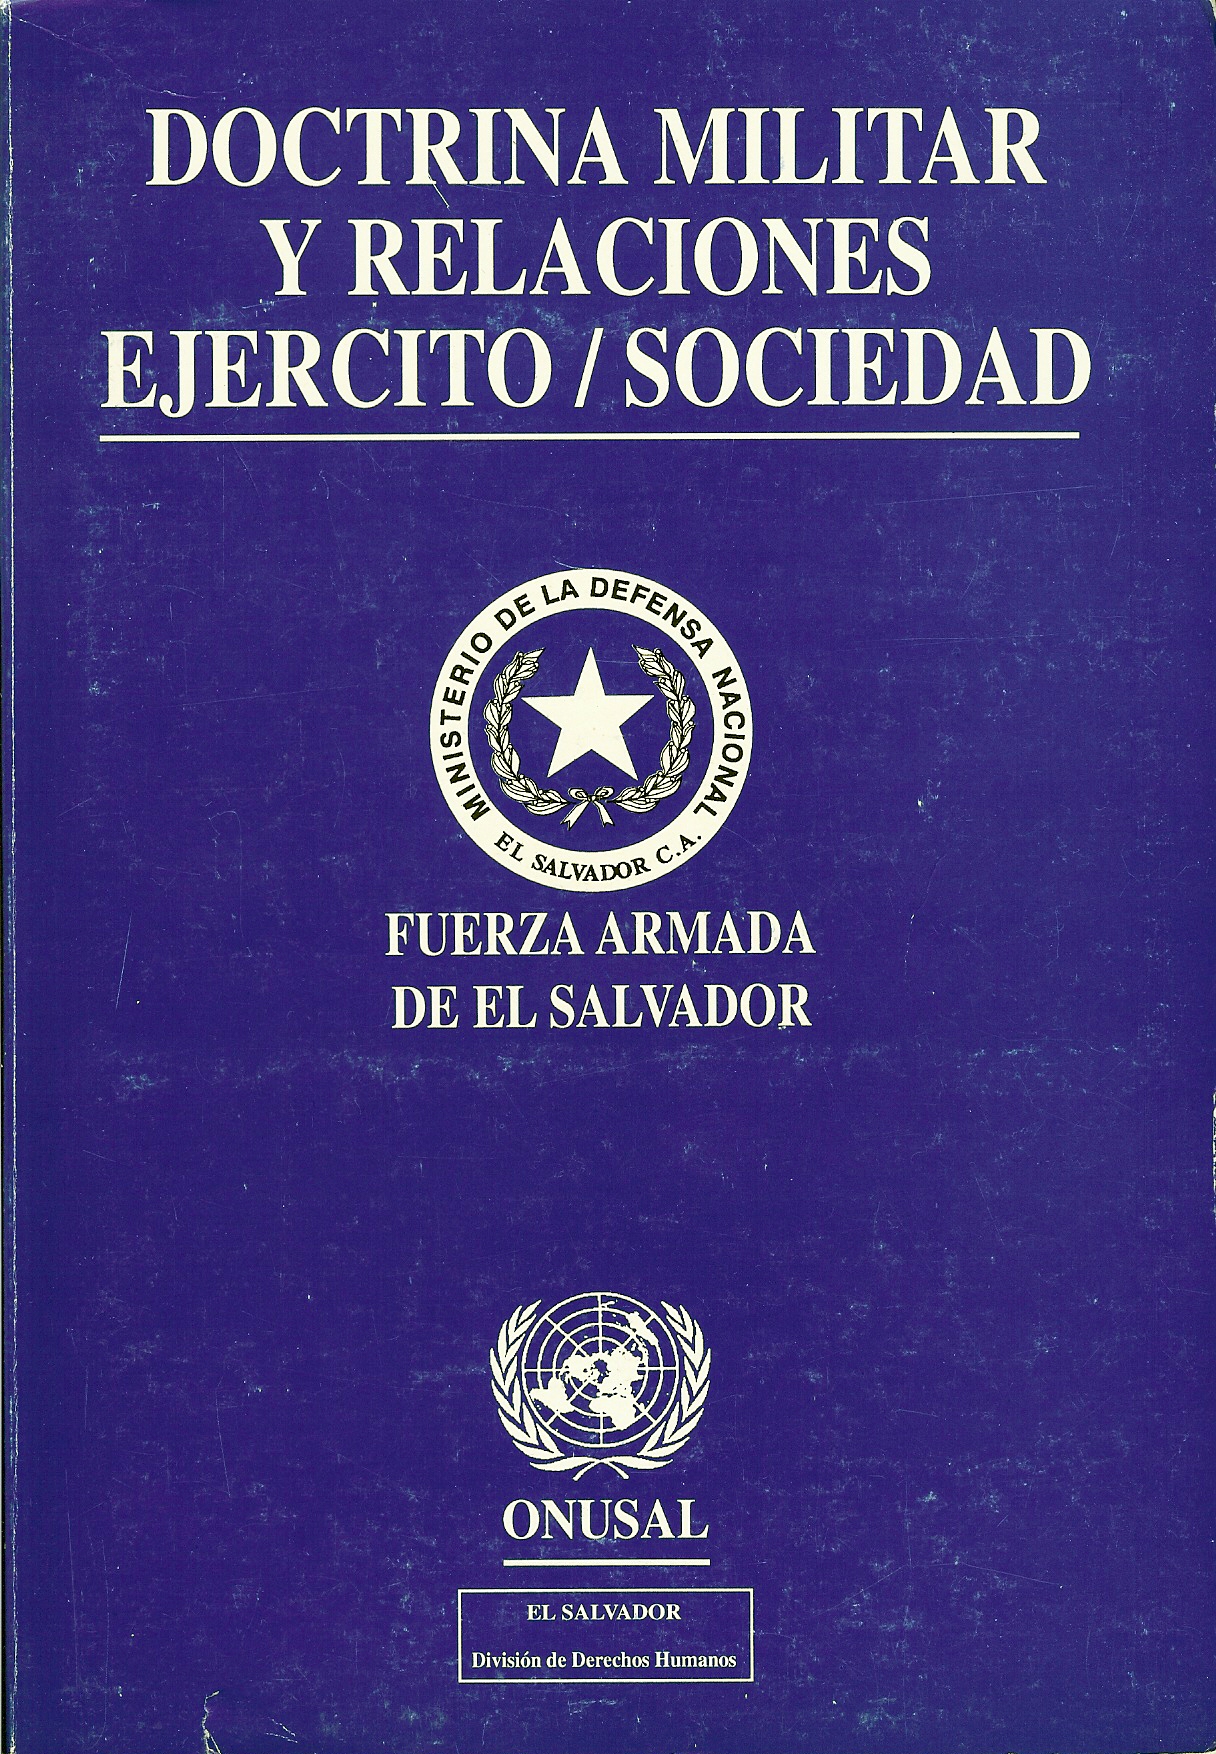 DOCTRINA MILITAR
Y RELACIONES
EJERCITO / SOCIEDAD
MINISTERIO DE LA DEFENSA NACIONAL
EL SALVADOR C.A.
FUERZA ARMADA
DE EL SALVADOR
ONUSAL
EL SALVADOR
División de Derechos Humanos